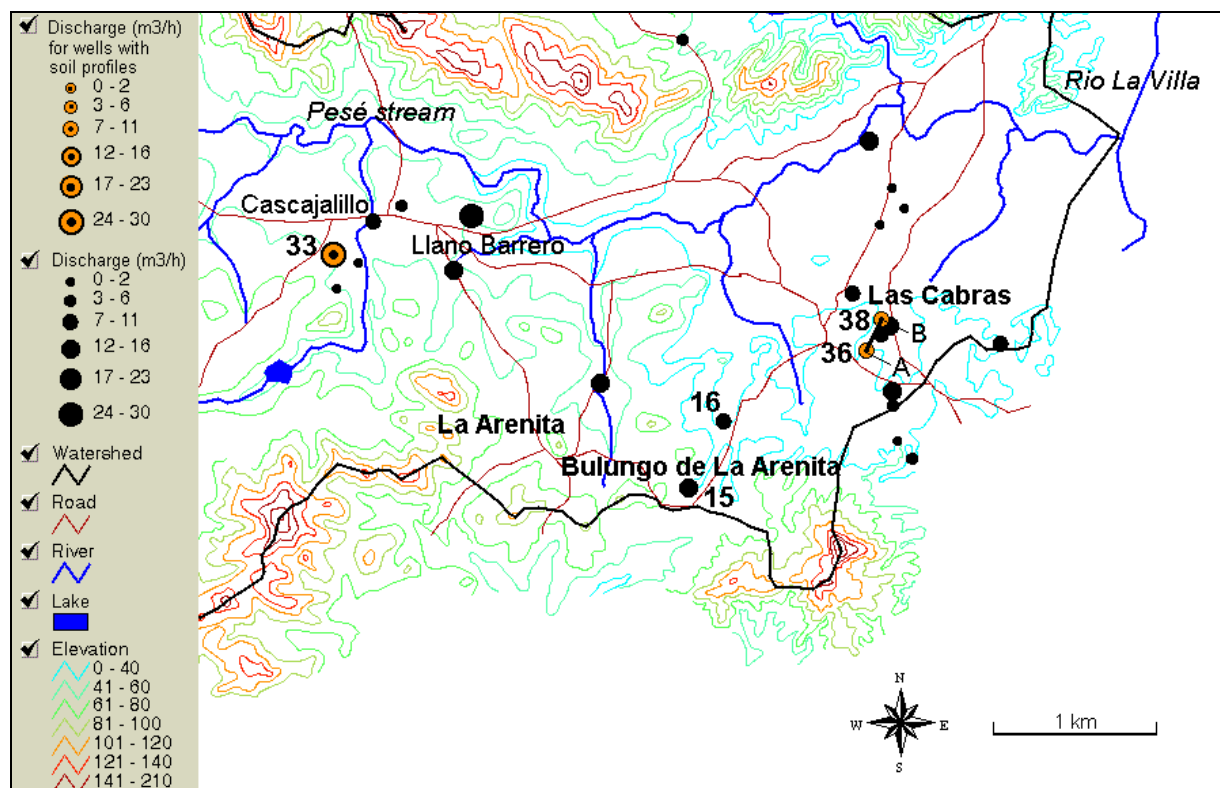 Discharge (m3/h)
for wells with
soil profiles
0 - 2
3 - 6
7 - 11
12 - 16
17 - 23
24 - 30
Discharge (m3/h)
0 - 2
3 - 6
7 - 11
12 - 16
17 - 23
24 - 30
Watershed
Road
River
Lake
Elevation
0 - 40
41 - 60
61 - 80
81 - 100
101 - 120
121 - 140
141 - 210
Rio La Villa
Pesé stream
Cascajalillo
33
Llano Barrero
Las Cabras
38
B
36
A
16
La Arenita
Bulungo de La Arenita
15
N
W
E
S
1 km